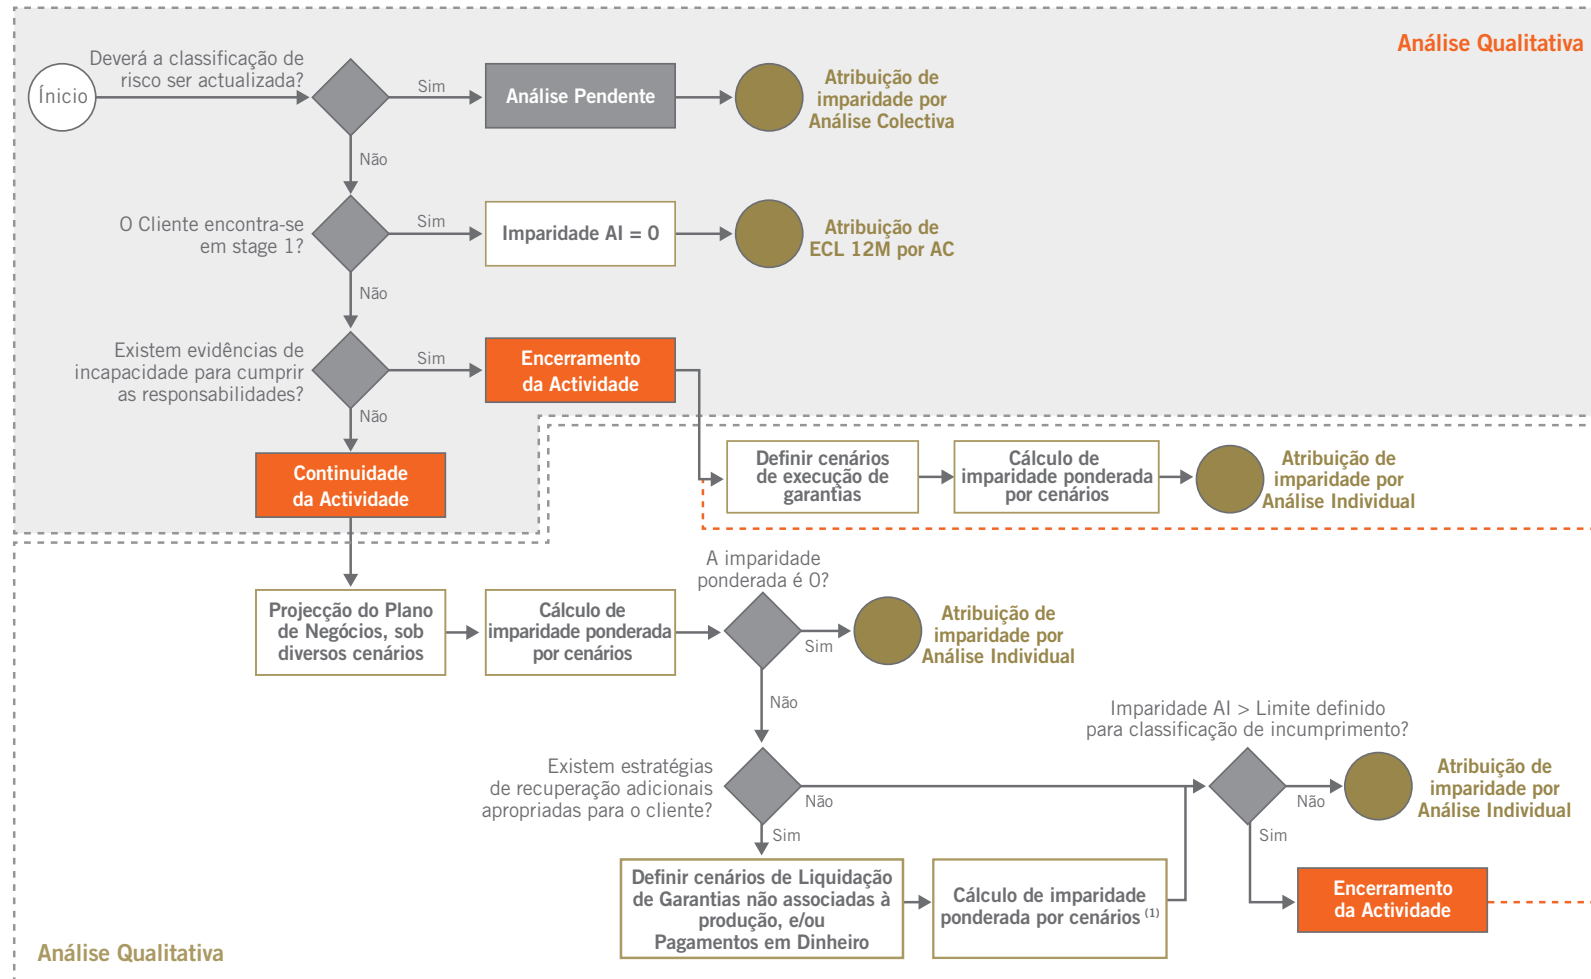 Análise Qualitativa
Deverá a classificação de
risco ser actualizada?
Ínicio
Sim
Análise Pendente
Atribuição de
imparidade por
Análise Colectiva
Não
O Cliente encontra-se
em stage 1?
Sim
Imparidade AI = 0
Atribuição de
ECL 12M por AC
Não
Existem evidências de
incapacidade para cumprir
as responsabilidades?
Sim
Encerramento
da Actividade
Não
Continuidade
da Actividade
Definir cenários
de execução de
garantias
Cálculo de
imparidade ponderada
por cenários
Atribuição de
imparidade por
Análise Individual
Projecção do Plano
de Negócios, sob
diversos cenários
Cálculo de
imparidade ponderada
por cenários
A imparidade
ponderada é 0?
Sim
Atribuição de
imparidade por
Análise Individual
Não
Existem estratégias
de recuperação adicionais
apropriadas para o cliente?
Não
Sim
Imparidade AI > Limite definido
para classificação de incumprimento?
Não
Atribuição de
imparidade por
Análise Individual
Sim
Definir cenários de Liquidação
de Garantias não associadas à
produção, e/ou
Pagamentos em Dinheiro
Cálculo de imparidade
ponderada por cenários (1)
Encerramento
da Actividade
Análise Qualitativa